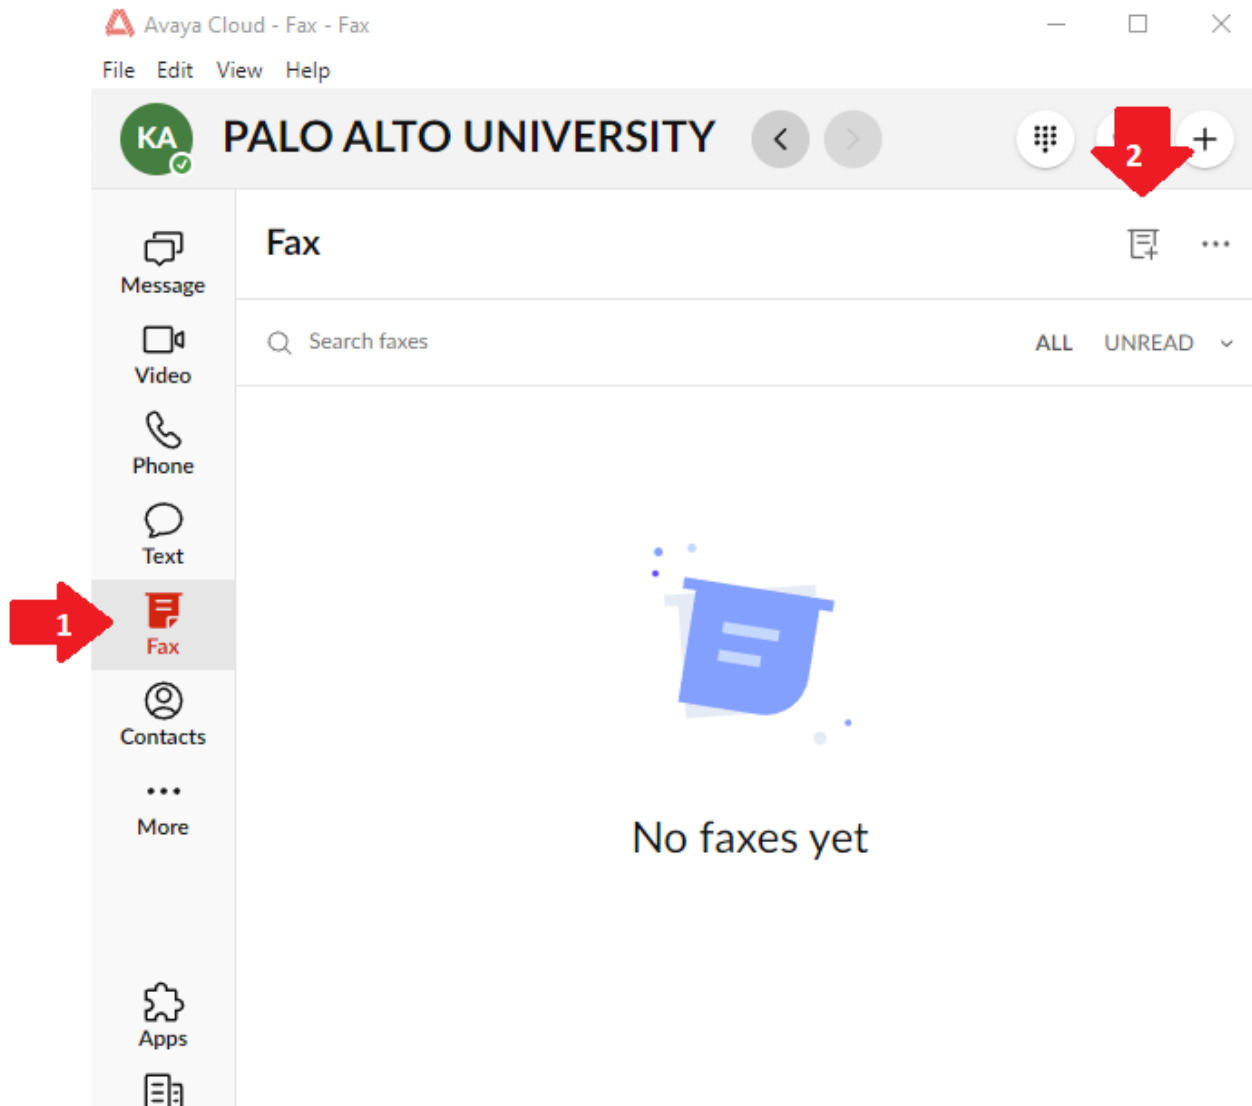 Avaya Cloud - Fax - Fax
File Edit View Help
KA PALO ALTO UNIVERSITY
2
Fax
Message
Search faxes ALL UNREAD
Video
Phone
Text
1
Fax
Contacts
More
No faxes yet
Apps